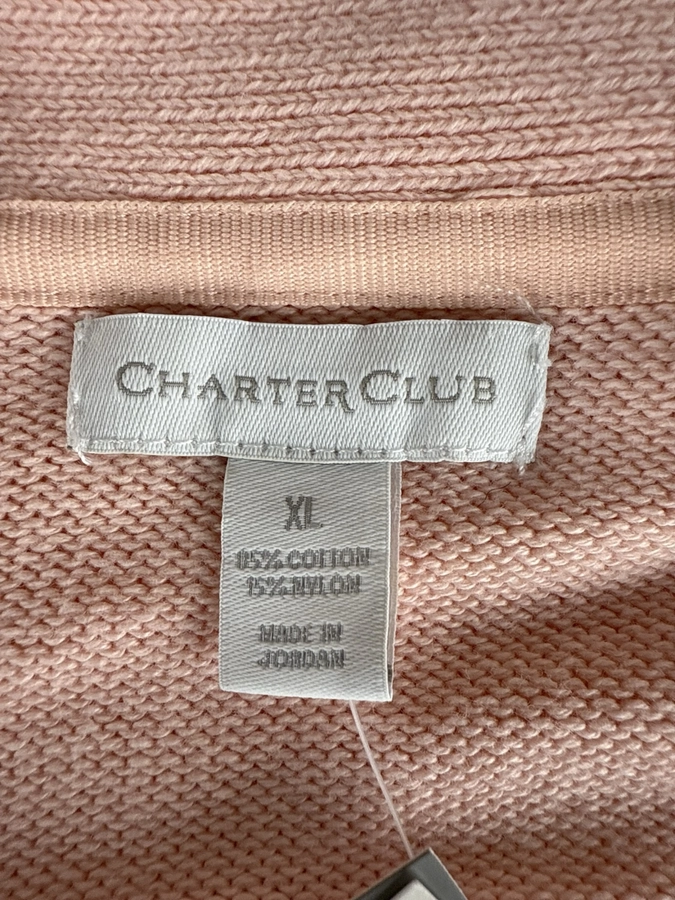 CHARTER CLUB
XL
85% COTTON
15% NYLON
MADE IN
JORDAN